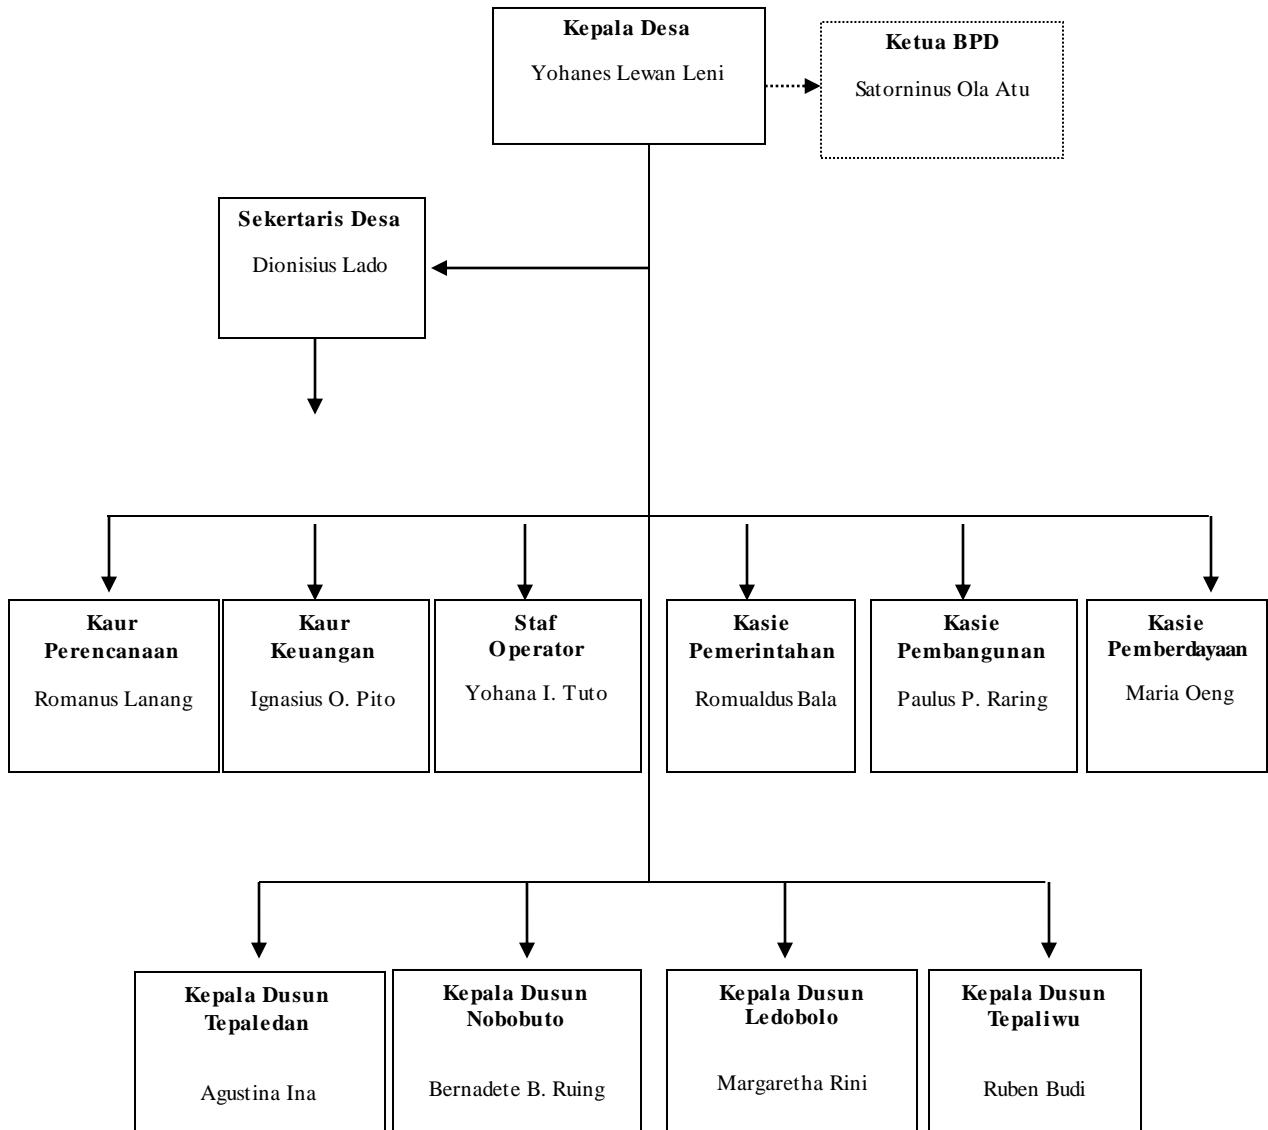 Kepala Desa
Yohanes Lewan Leni
Ketua BPD
Satorninus Ola Atu
Sekertaris Desa
Dionisius Lado
Kaur
Perencanaan
Romanus Lanang
Kaur
Keuangan
Ignasius O. Pito
Staf
Operator
Yohana I. Tuto
Kasie
Pemerintahan
Romualdus Bala
Kasie
Pembangunan
Paulus P. Raring
Kasie
Pemberdayaan
Maria Oeng
Kepala Dusun
Tepaledan
Agustina Ina
Kepala Dusun
Nobobuto
Bernadete B. Ruing
Kepala Dusun
Ledobolo
Margaretha Rini
Kepala Dusun
Tepaliwu
Ruben Budi